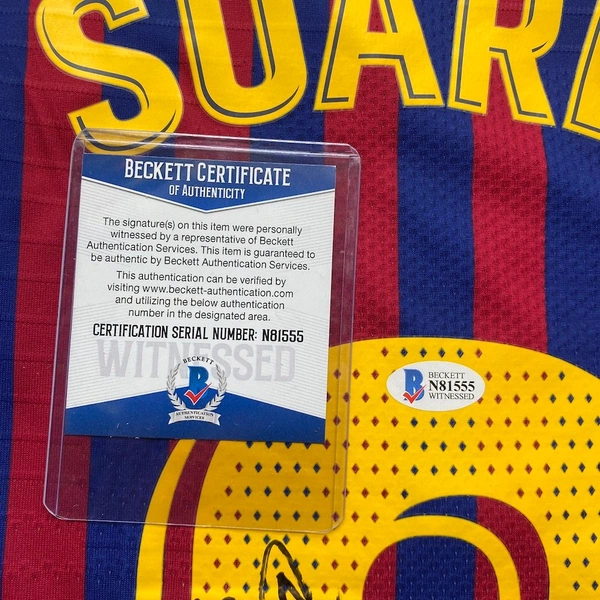 SUAR
BECKETT CERTIFICATE
OF AUTHENTICITY
The signature(s) on this item were personally
witnessed by a representative of Beckett
Authentication Services. This item is guaranteed to
be authentic by Beckett Authentication Services.
This authentication can be verified by
visiting www.beckett-authentication.com
and utilizing the below authentication
number in the designated area.
CERTIFICATION SERIAL NUMBER: N81555
WITNESSED
BECKETT
B
AUTHENTICATION
SERVICES
B
BECKETT
N81555
WITNESSED